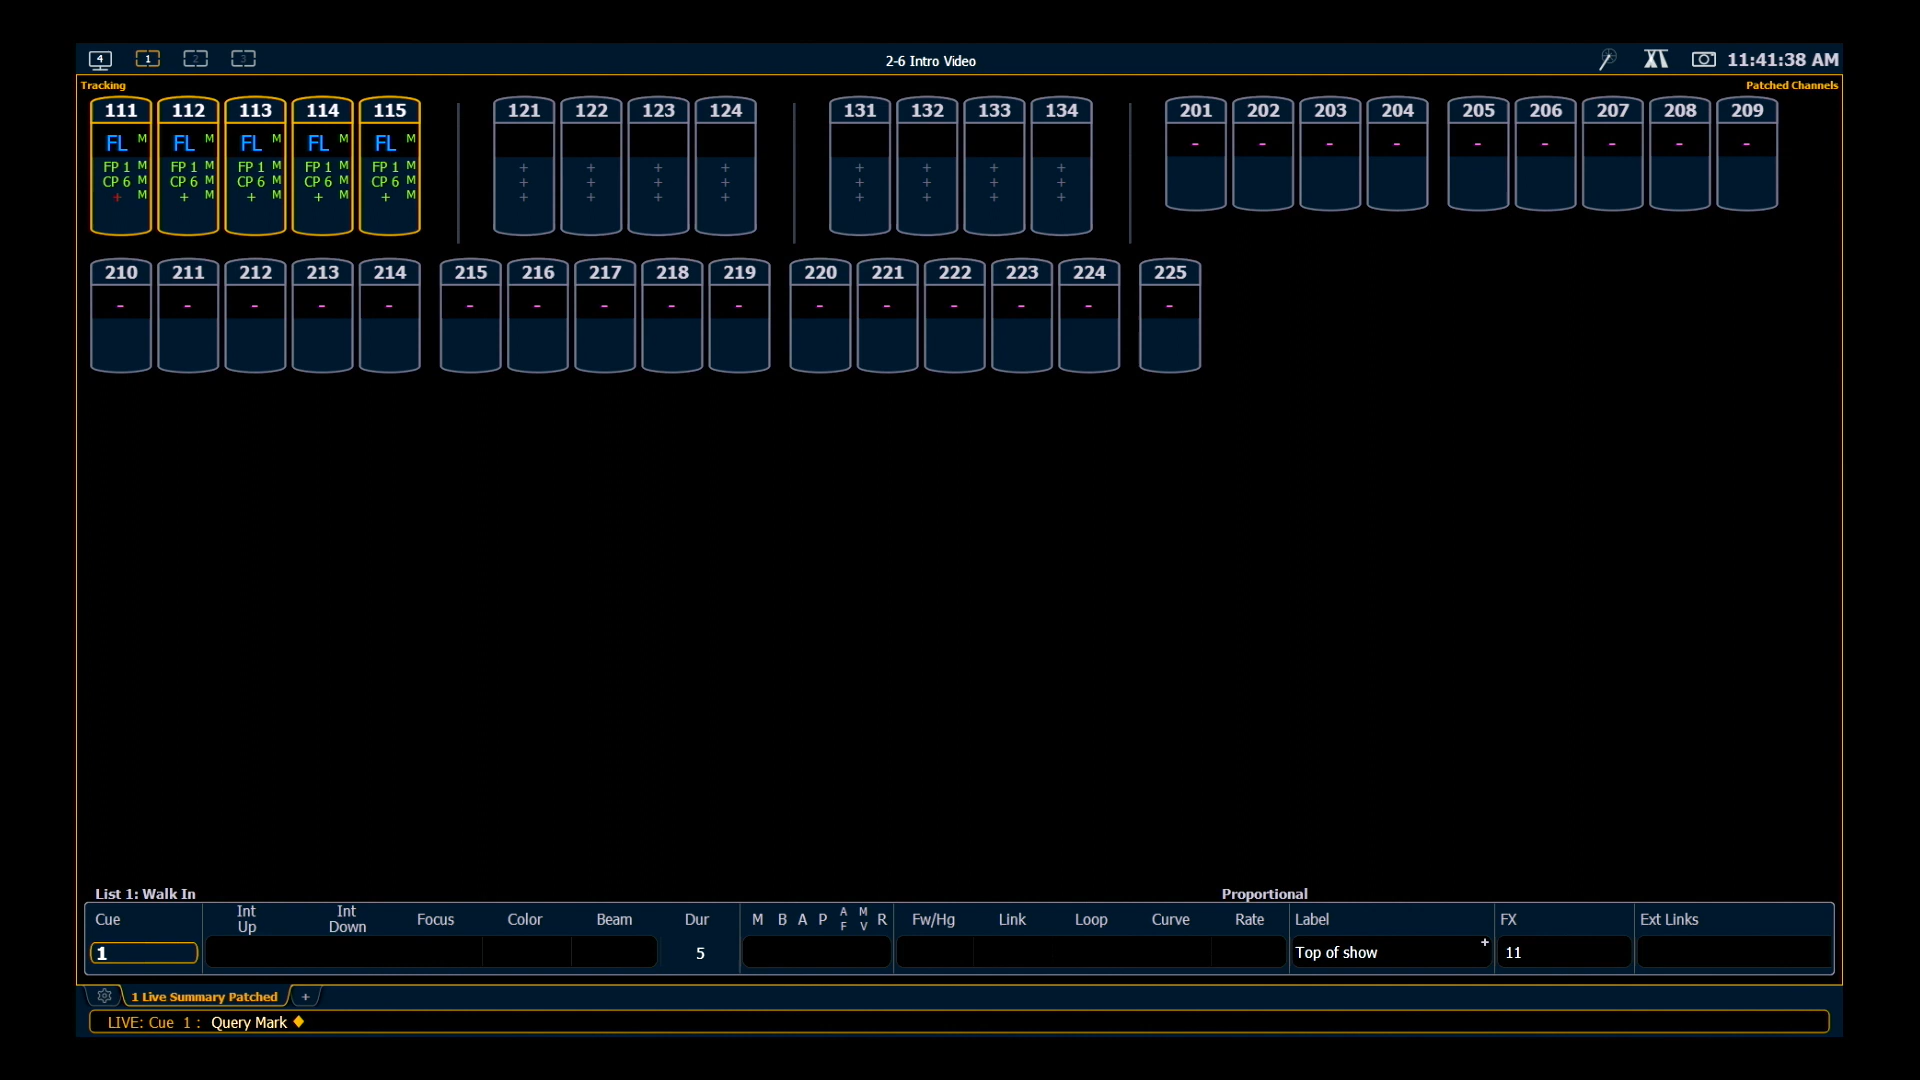 4 1 2 3 2-6 Intro Video 11:41:38 AM
Tracking Patched Channels
111 112 113 114 115 121 122 123 124 131 132 133 134 201 202 203 204 205 206 207 208 209
FL M FL M FL M FL M FL M - - - - - - - - -
FP 1 M FP 1 M FP 1 M FP 1 M FP 1 M + + + + + + + +
CP 6 M CP 6 M CP 6 M CP 6 M CP 6 M + + + + + + + +
+ M + M + M + M + M + + + + + + + +
210 211 212 213 214 215 216 217 218 219 220 221 222 223 224 225
- - - - - - - - - - - - - - - -
List 1: Walk In Proportional
Cue Int Up Int Down Focus Color Beam Dur M B A P AF MV R Fw/Hg Link Loop Curve Rate Label FX Ext Links
1 5 Top of show + 11
1 Live Summary Patched +
LIVE: Cue 1 : Query Mark